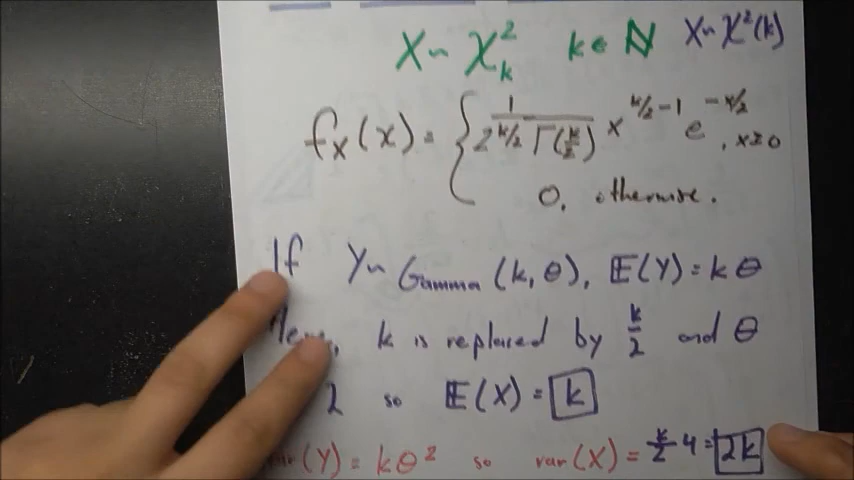 X ~ χ²ₖ k ∈ ℕ X ~ χ²(k)
fₓ(x) = { 1 / (2^{k/2} Γ(k/2)) x^{k/2 - 1} e^{-x/2}, x ≥ 0
0, otherwise.
If Y ~ Gamma (k, θ), 𝔼(Y) = kθ
k is replaced by k/2 and θ
2 so 𝔼(X) = k
(Y) = kθ² so var(X) = k/2 4 = 2k